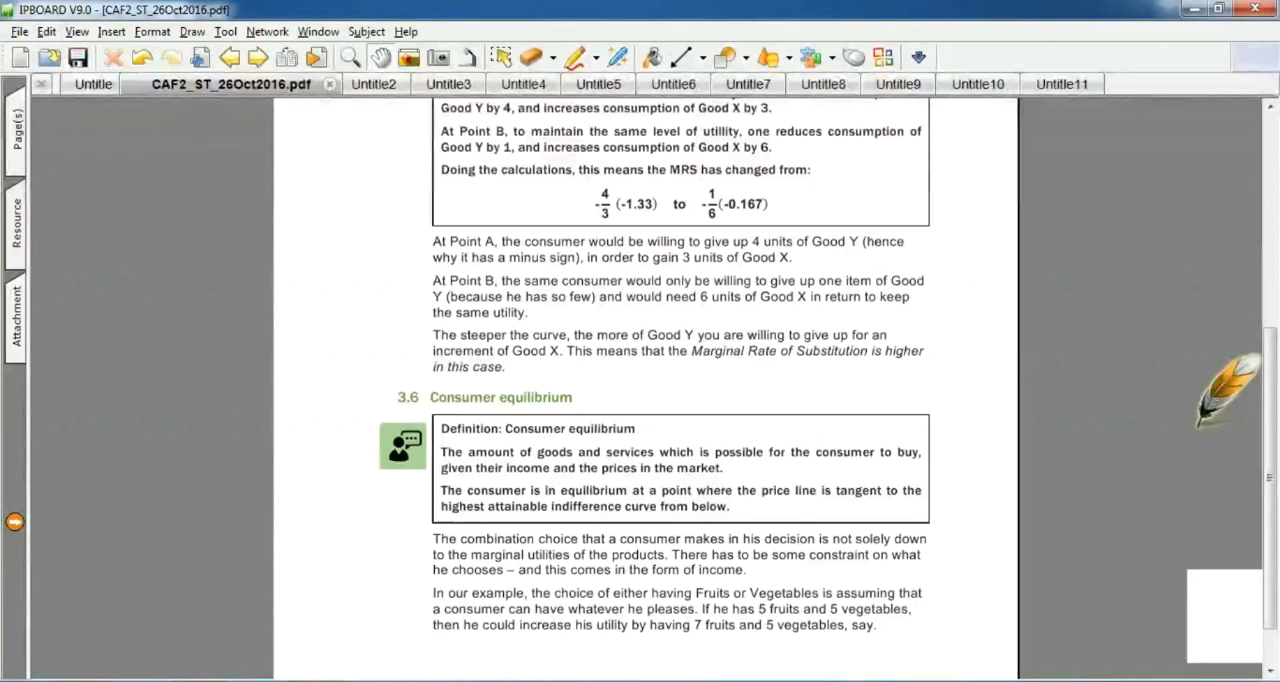 IPBOARD V9.0 - [CAF2_ST_26Oct2016.pdf]
File Edit View Insert Format Draw Tool Network Window Subject Help
Untitle CAF2_ST_26Oct2016.pdf Untitle2 Untitle3 Untitle4 Untitle5 Untitle6 Untitle7 Untitle8 Untitle9 Untitle10 Untitle11
Page(s)
Resource
Attachment
Good Y by 4, and increases consumption of Good X by 3.
At Point B, to maintain the same level of utillity, one reduces consumption of
Good Y by 1, and increases consumption of Good X by 6.
Doing the calculations, this means the MRS has changed from:
-4/3 (-1.33) to -1/6 (-0.167)
At Point A, the consumer would be willing to give up 4 units of Good Y (hence
why it has a minus sign), in order to gain 3 units of Good X.
At Point B, the same consumer would only be willing to give up one item of Good
Y (because he has so few) and would need 6 units of Good X in return to keep
the same utility.
The steeper the curve, the more of Good Y you are willing to give up for an
increment of Good X. This means that the Marginal Rate of Substitution is higher
in this case.
3.6 Consumer equilibrium
Definition: Consumer equilibrium
The amount of goods and services which is possible for the consumer to buy,
given their income and the prices in the market.
The consumer is in equilibrium at a point where the price line is tangent to the
highest attainable indifference curve from below.
The combination choice that a consumer makes in his decision is not solely down
to the marginal utilities of the products. There has to be some constraint on what
he chooses – and this comes in the form of income.
In our example, the choice of either having Fruits or Vegetables is assuming that
a consumer can have whatever he pleases. If he has 5 fruits and 5 vegetables,
then he could increase his utility by having 7 fruits and 5 vegetables, say.